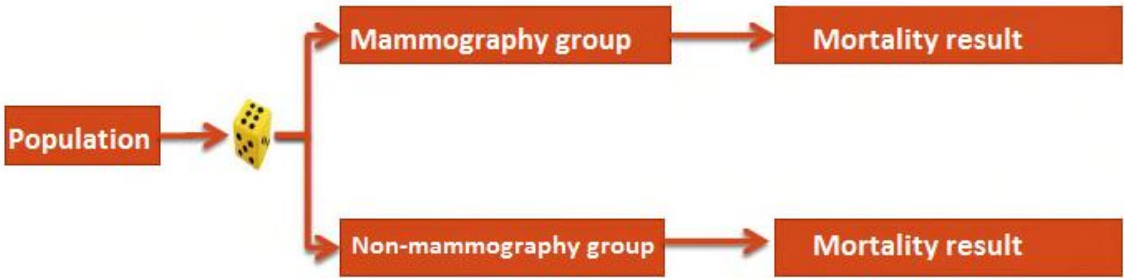 Mammography group
Mortality result
Population
Non-mammography group
Mortality result